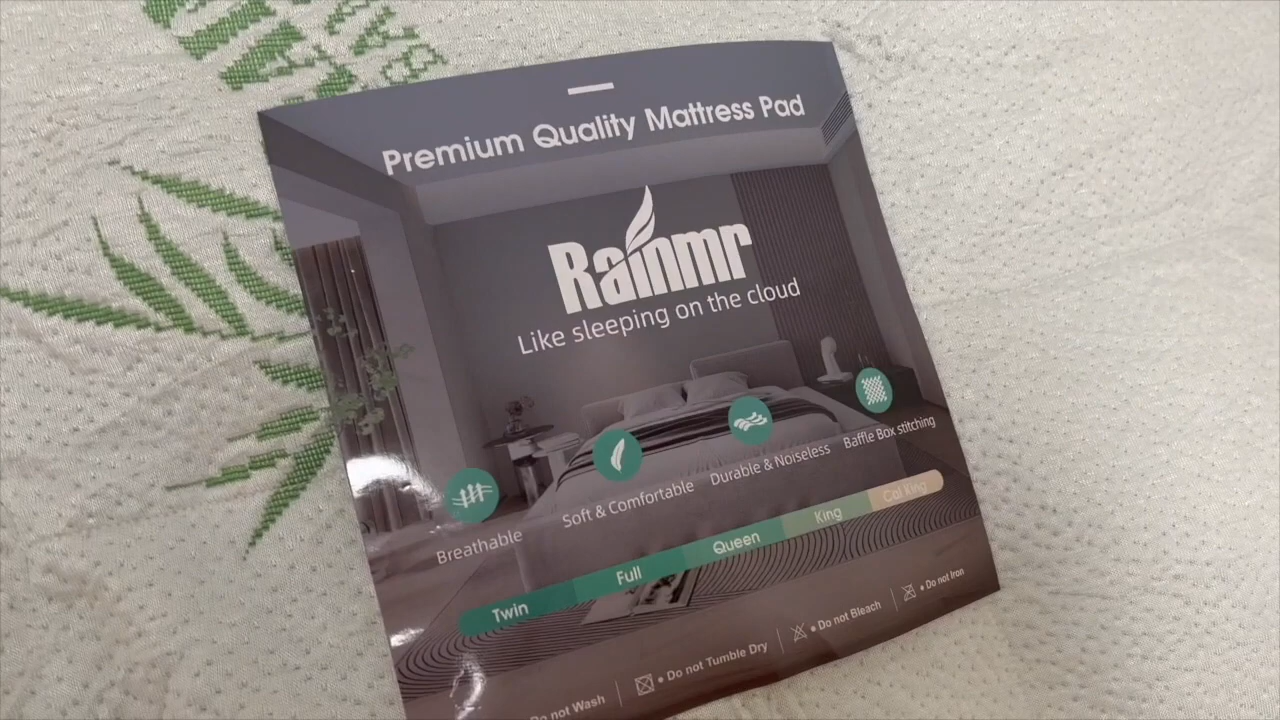 Premium Quality Mattress Pad
Rainmr
Like sleeping on the cloud
Breathable
Soft & Comfortable
Durable & Noiseless
Baffle Box stitching
Twin
Full
Queen
King
Cal King
Do not Wash
• Do not Tumble Dry
• Do not Bleach
• Do not Iron